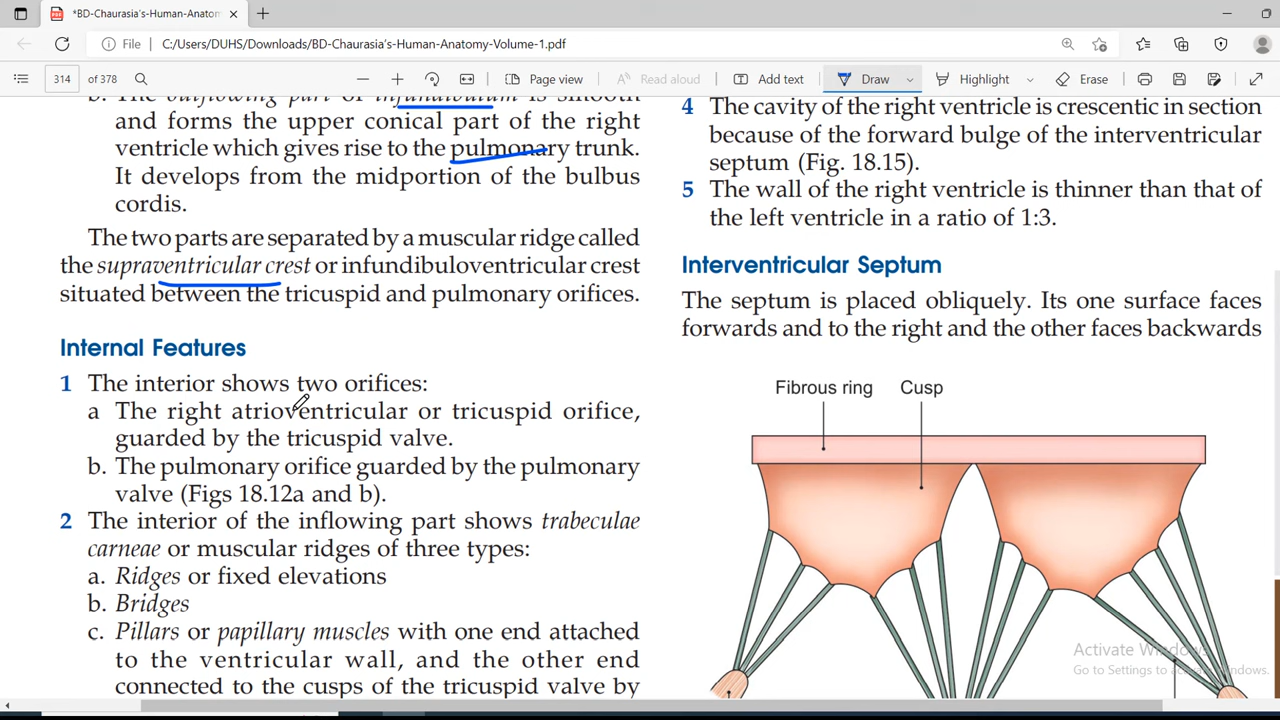 *BD-Chaurasia's-Human-Anatom
File
C:/Users/DUHS/Downloads/BD-Chaurasia's-Human-Anatomy-Volume-1.pdf
314 of 378
Page view
Read aloud
Add text
Draw
Highlight
Erase
b. The outflowing part or infundibulum is smooth
and forms the upper conical part of the right
ventricle which gives rise to the pulmonary trunk.
It develops from the midportion of the bulbus
cordis.
The two parts are separated by a muscular ridge called
the supraventricular crest or infundibuloventricular crest
situated between the tricuspid and pulmonary orifices.
Internal Features
1 The interior shows two orifices:
a The right atrioventricular or tricuspid orifice,
guarded by the tricuspid valve.
b. The pulmonary orifice guarded by the pulmonary
valve (Figs 18.12a and b).
2 The interior of the inflowing part shows trabeculae
carneae or muscular ridges of three types:
a. Ridges or fixed elevations
b. Bridges
c. Pillars or papillary muscles with one end attached
to the ventricular wall, and the other end
connected to the cusps of the tricuspid valve by
4 The cavity of the right ventricle is crescentic in section
because of the forward bulge of the interventricular
septum (Fig. 18.15).
5 The wall of the right ventricle is thinner than that of
the left ventricle in a ratio of 1:3.
Interventricular Septum
The septum is placed obliquely. Its one surface faces
forwards and to the right and the other faces backwards
Fibrous ring
Cusp
Activate Windows
Go to Settings to activate Windows.